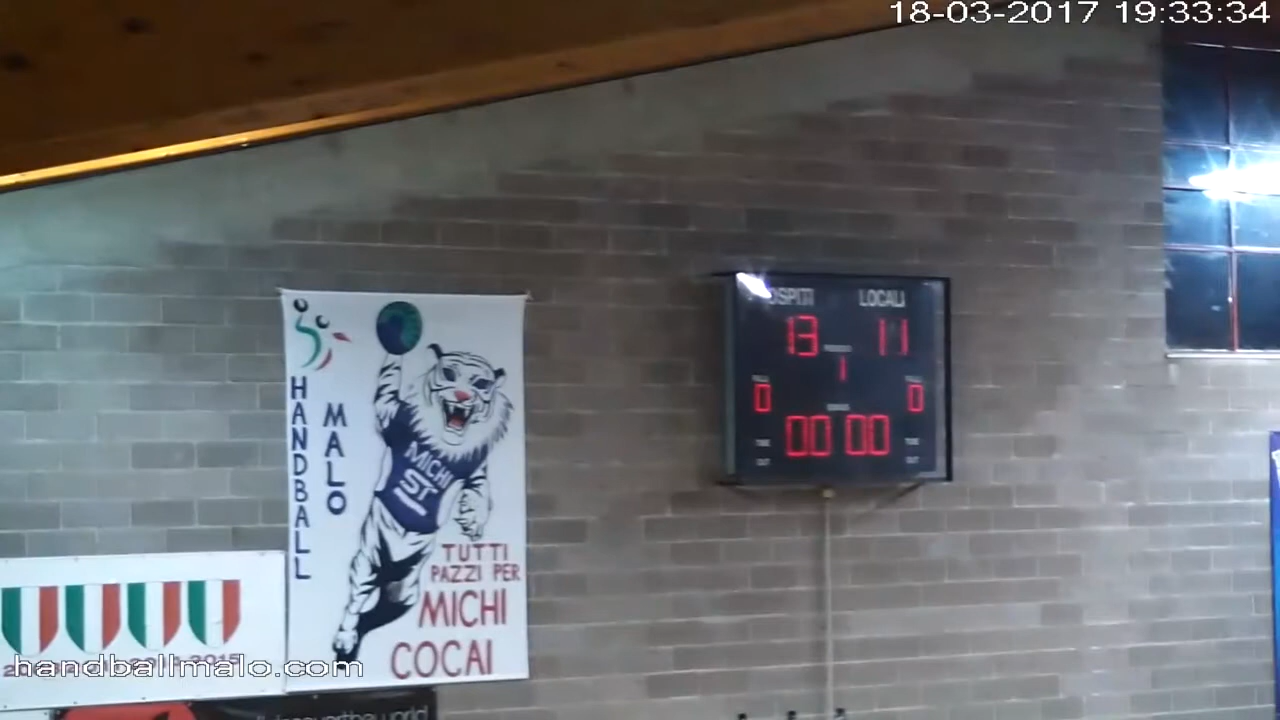 18-03-2017 19:33:34
OSPITI LOCALI
13 11
1
0 0
00 00
HANDBALL
MALO
MICHI
ST
TUTTI
PAZZI PER
MICHI
COCAI
handballmalo.com